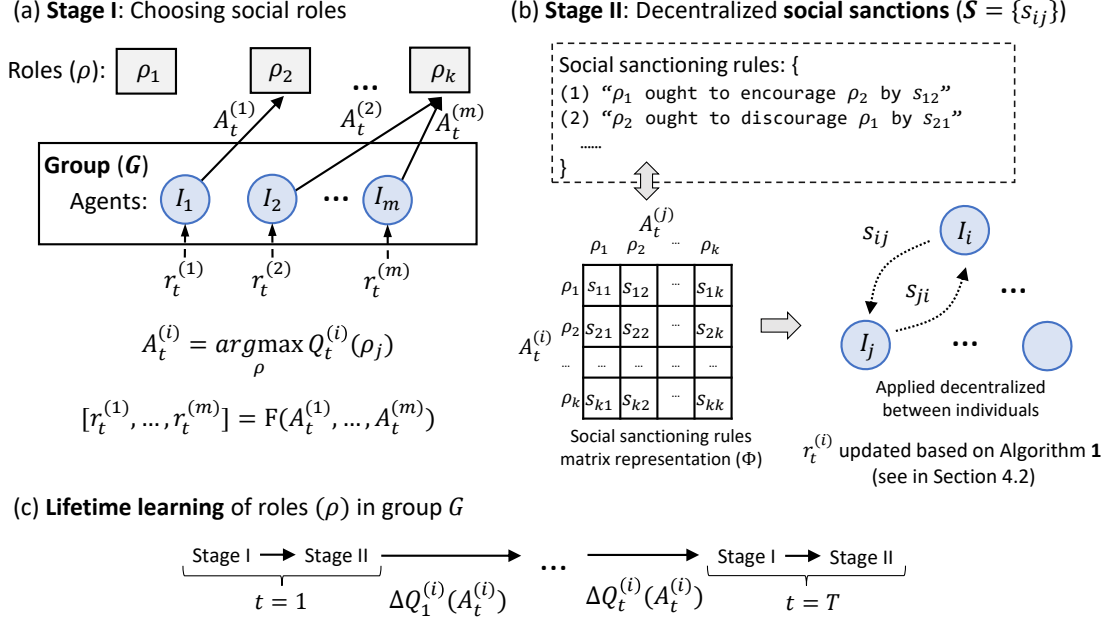 (a) Stage I: Choosing social roles
Roles (ρ): ρ₁ ρ₂ ... ρₖ
A_t^(1) A_t^(2) A_t^(m)
Group (G)
Agents: I₁ I₂ ... I_m
r_t^(1) r_t^(2) r_t^(m)
A_t^(i) = argmax_ρ Q_t^(i)(ρ_j)
[r_t^(1), ..., r_t^(m)] = F(A_t^(1), ..., A_t^(m))
(b) Stage II: Decentralized social sanctions (S = {s_ij})
Social sanctioning rules: {
(1) “ρ₁ ought to encourage ρ₂ by s₁₂”
(2) “ρ₂ ought to discourage ρ₁ by s₂₁”
......
}
A_t^(j)
ρ₁ ρ₂ ... ρₖ
ρ₁ s₁₁ s₁₂ ... s₁ₖ
A_t^(i)
ρ₂ s₂₁ s₂₂ ... s₂ₖ
... ... ... ... ...
ρₖ sₖ₁ sₖ₂ ... sₖₖ
Social sanctioning rules
matrix representation (Φ)
I_i
s_ij
s_ji
...
I_j
...
Applied decentralized
between individuals
r_t^(i) updated based on Algorithm 1
(see in Section 4.2)
(c) Lifetime learning of roles (ρ) in group G
Stage I Stage II ... Stage I Stage II
t = 1 ΔQ₁^(i)(A_t^(i)) ΔQ_t^(i)(A_t^(i)) t = T